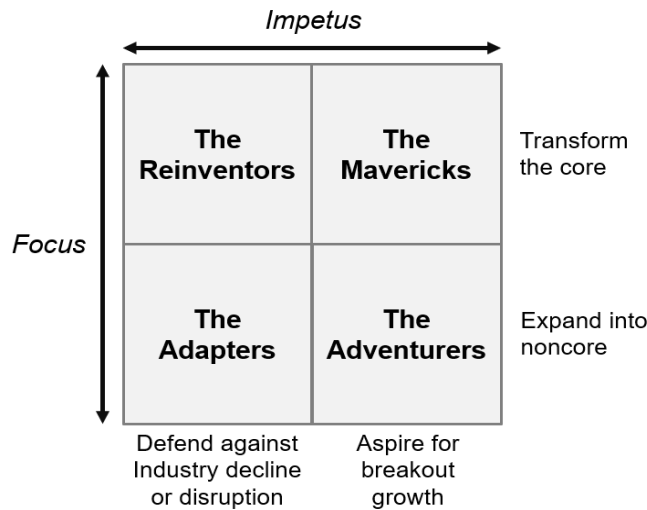 Impetus
The
Reinventors
The
Mavericks
Transform
the core
Focus
The
Adapters
The
Adventurers
Expand into
noncore
Defend against
Industry decline
or disruption
Aspire for
breakout
growth